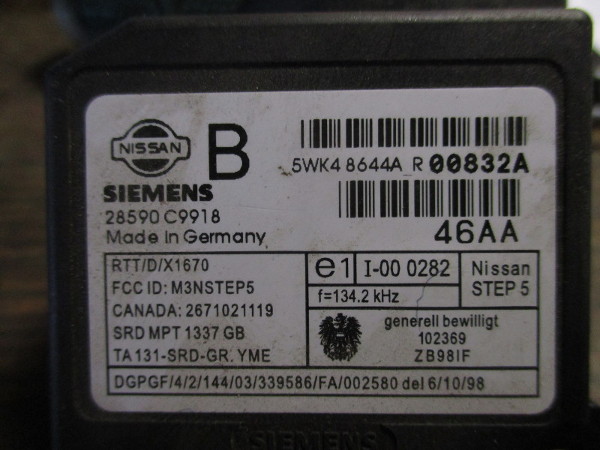 NISSAN
B
5WK4 8644A R 00832A
SIEMENS
28590 C9918
Made in Germany
46AA
RTT/D/X1670
FCC ID: M3NSTEP5
CANADA: 2671021119
SRD MPT 1337 GB
TA 131-SRD-GR. YME
e1
I-00 0282
f=134.2 kHz
Nissan
STEP 5
generell bewilligt
102369
ZB98IF
DGPGF/4/2/144/03/339586/FA/002580 del 6/10/98
SIEMENS